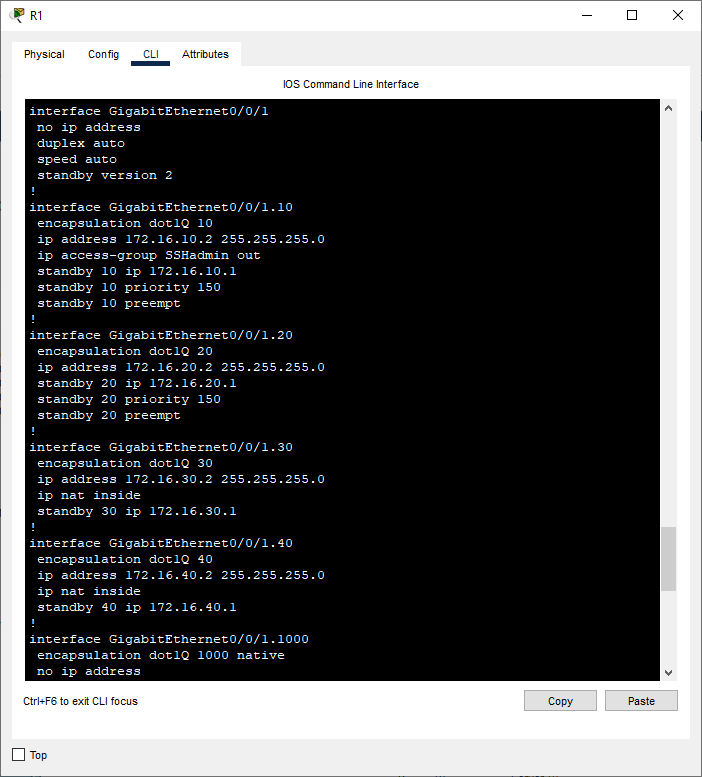 R1
Physical Config CLI Attributes
IOS Command Line Interface
interface GigabitEthernet0/0/1
no ip address
duplex auto
speed auto
standby version 2
!
interface GigabitEthernet0/0/1.10
encapsulation dot1Q 10
ip address 172.16.10.2 255.255.255.0
ip access-group SSHadmin out
standby 10 ip 172.16.10.1
standby 10 priority 150
standby 10 preempt
!
interface GigabitEthernet0/0/1.20
encapsulation dot1Q 20
ip address 172.16.20.2 255.255.255.0
standby 20 ip 172.16.20.1
standby 20 priority 150
standby 20 preempt
!
interface GigabitEthernet0/0/1.30
encapsulation dot1Q 30
ip address 172.16.30.2 255.255.255.0
ip nat inside
standby 30 ip 172.16.30.1
!
interface GigabitEthernet0/0/1.40
encapsulation dot1Q 40
ip address 172.16.40.2 255.255.255.0
ip nat inside
standby 40 ip 172.16.40.1
!
interface GigabitEthernet0/0/1.1000
encapsulation dot1Q 1000 native
no ip address
Ctrl+F6 to exit CLI focus Copy Paste
Top